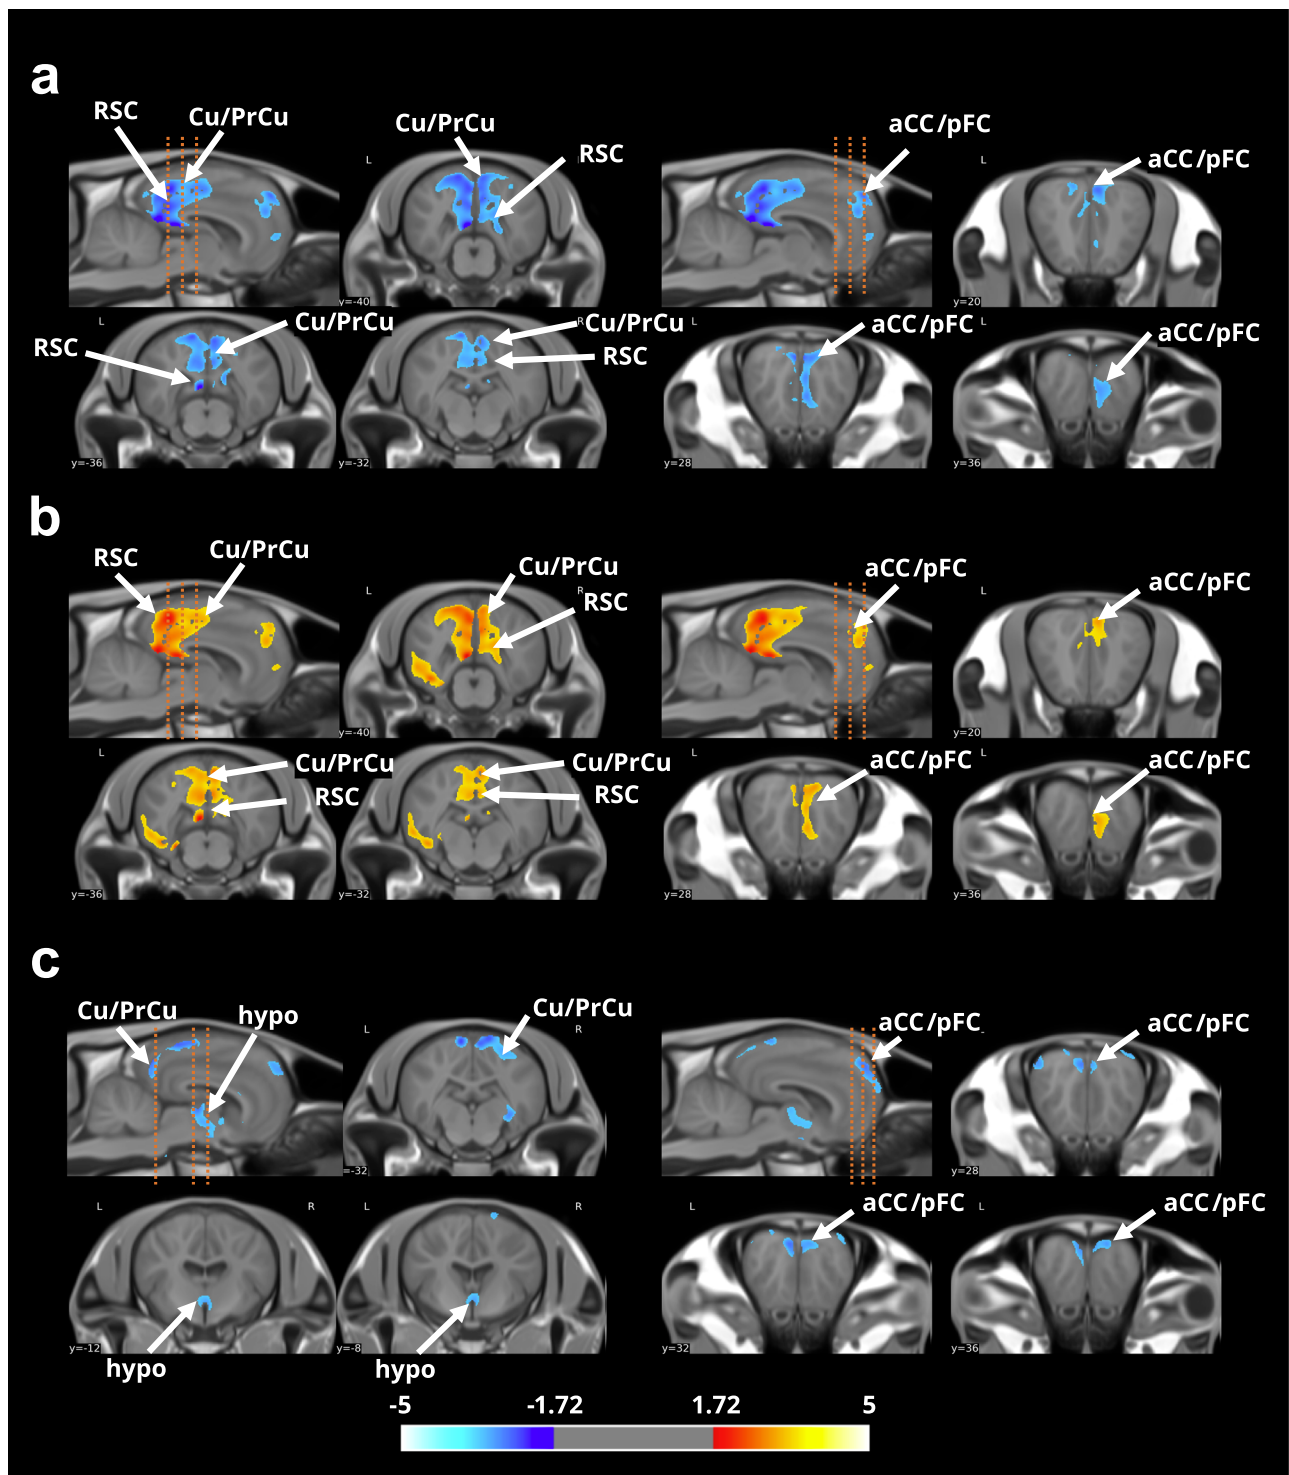 a
RSC
Cu/PrCu
Cu/PrCu
RSC
aCC/pFC
aCC/pFC
L
L
y=-40
y=20
L
RSC
Cu/PrCu
R
Cu/PrCu
RSC
aCC/pFC
L
aCC/pFC
y=-36
y=-32
y=28
y=36
b
RSC
Cu/PrCu
L
Cu/PrCu
R
RSC
aCC/pFC
L
aCC/pFC
y=-40
y=20
L
Cu/PrCu
RSC
Cu/PrCu
RSC
L
aCC/pFC
L
aCC/pFC
y=-36
y=-32
y=28
y=36
c
Cu/PrCu
hypo
L
Cu/PrCu
R
aCC/pFC
aCC/pFC
=-32
y=28
L
R
L
R
L
aCC/pFC
L
aCC/pFC
y=-12
y=-8
y=32
y=36
hypo
hypo
-5
-1.72
1.72
5